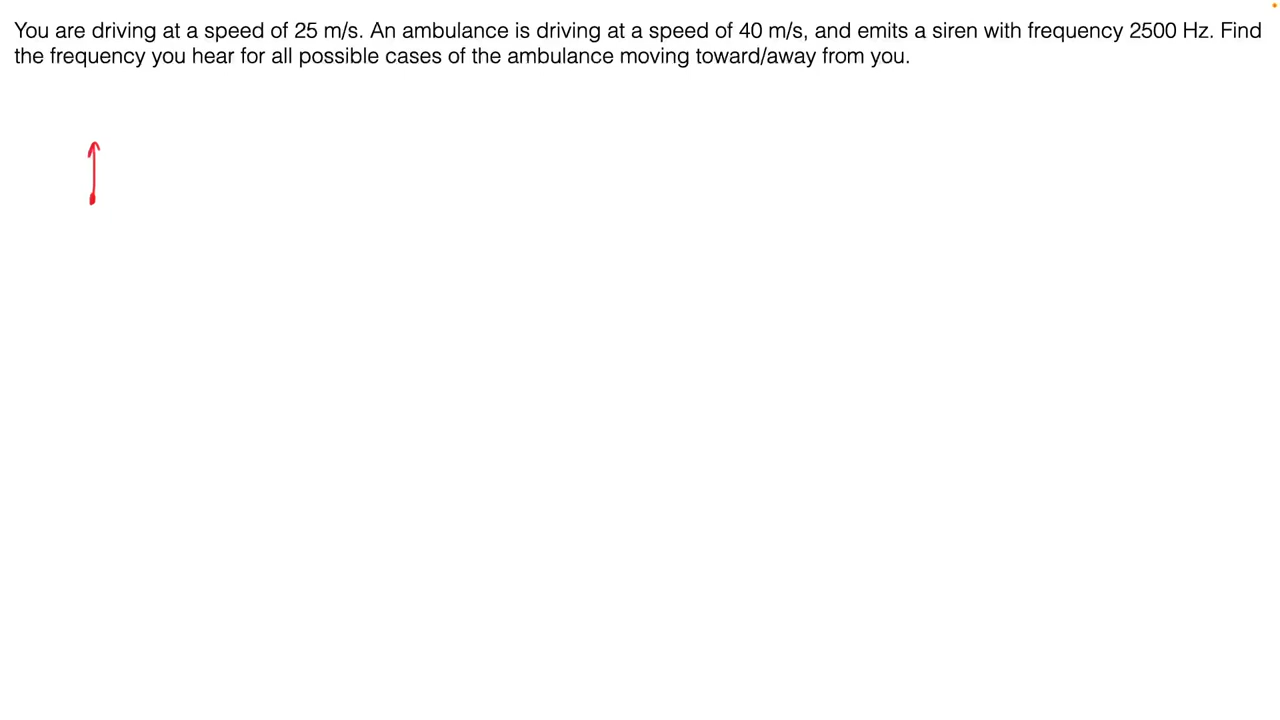 You are driving at a speed of 25 m/s. An ambulance is driving at a speed of 40 m/s, and emits a siren with frequency 2500 Hz. Find
the frequency you hear for all possible cases of the ambulance moving toward/away from you.